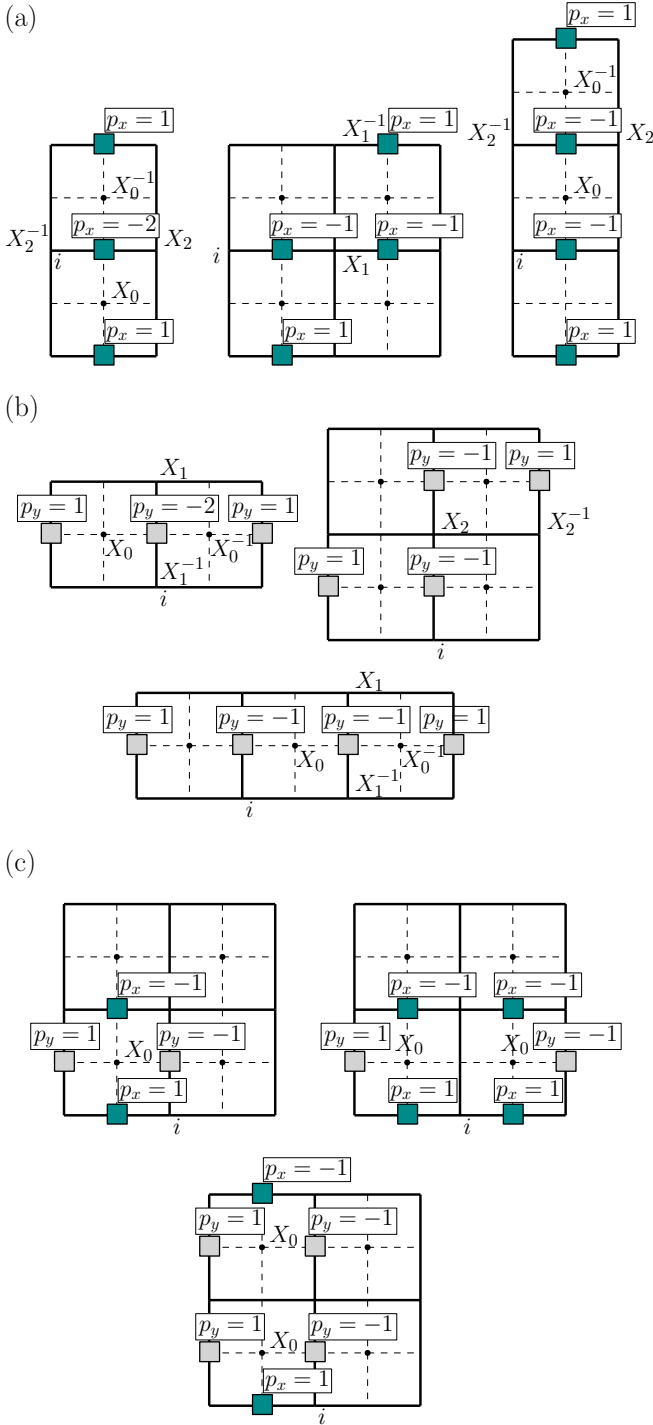 (a)
p_x = 1
X_0^{-1}
p_x = 1
X_1^{-1} p_x = 1
X_2^{-1} p_x = −1 X_2
X_0^{-1}
X_0
X_2^{-1} p_x = −2 X_2
p_x = −1 p_x = −1
p_x = −1
i
i X_1
i
X_0
p_x = 1
p_x = 1
p_x = 1
(b)
X_1
p_y = −1 p_y = 1
p_y = 1 p_y = −2 p_y = 1
X_2 X_2^{-1}
X_0 X_0^{-1}
X_1^{-1}
p_y = 1 p_y = −1
i
i
X_1
p_y = 1 p_y = −1 p_y = −1 p_y = 1
X_0 X_0^{-1}
X_1^{-1}
i
(c)
p_x = −1
p_x = −1 p_x = −1
p_y = 1 p_y = −1
p_y = 1 p_y = −1
X_0
X_0 X_0
p_x = 1
p_x = 1 p_x = 1
i
i
p_x = −1
p_y = 1 p_y = −1
X_0
p_y = 1 p_y = −1
X_0
p_x = 1
i